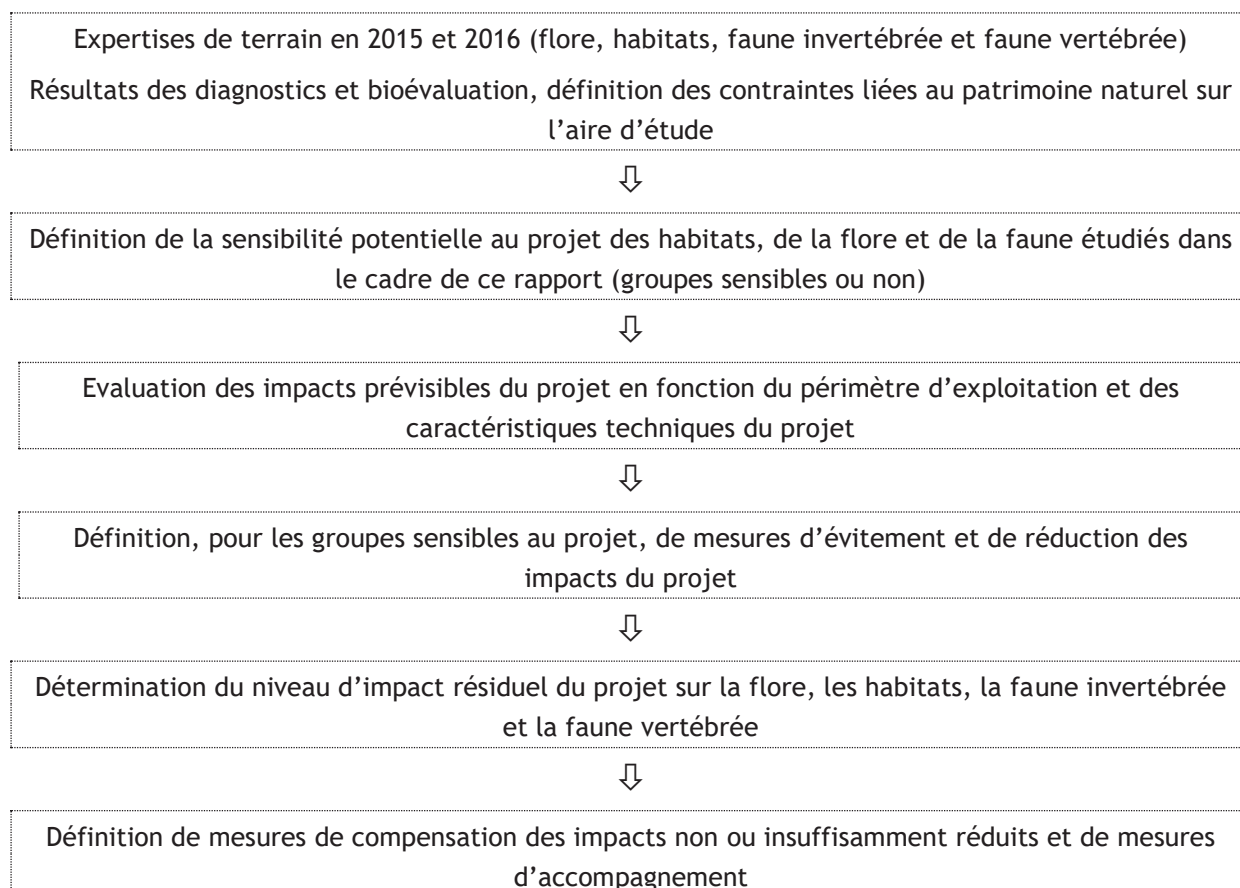 Expertises de terrain en 2015 et 2016 (flore, habitats, faune invertébrée et faune vertébrée)
Résultats des diagnostics et bioévaluation, définition des contraintes liées au patrimoine naturel sur
l’aire d’étude
⇩
Définition de la sensibilité potentielle au projet des habitats, de la flore et de la faune étudiés dans
le cadre de ce rapport (groupes sensibles ou non)
⇩
Evaluation des impacts prévisibles du projet en fonction du périmètre d’exploitation et des
caractéristiques techniques du projet
⇩
Définition, pour les groupes sensibles au projet, de mesures d’évitement et de réduction des
impacts du projet
⇩
Détermination du niveau d’impact résiduel du projet sur la flore, les habitats, la faune invertébrée
et la faune vertébrée
⇩
Définition de mesures de compensation des impacts non ou insuffisamment réduits et de mesures
d’accompagnement